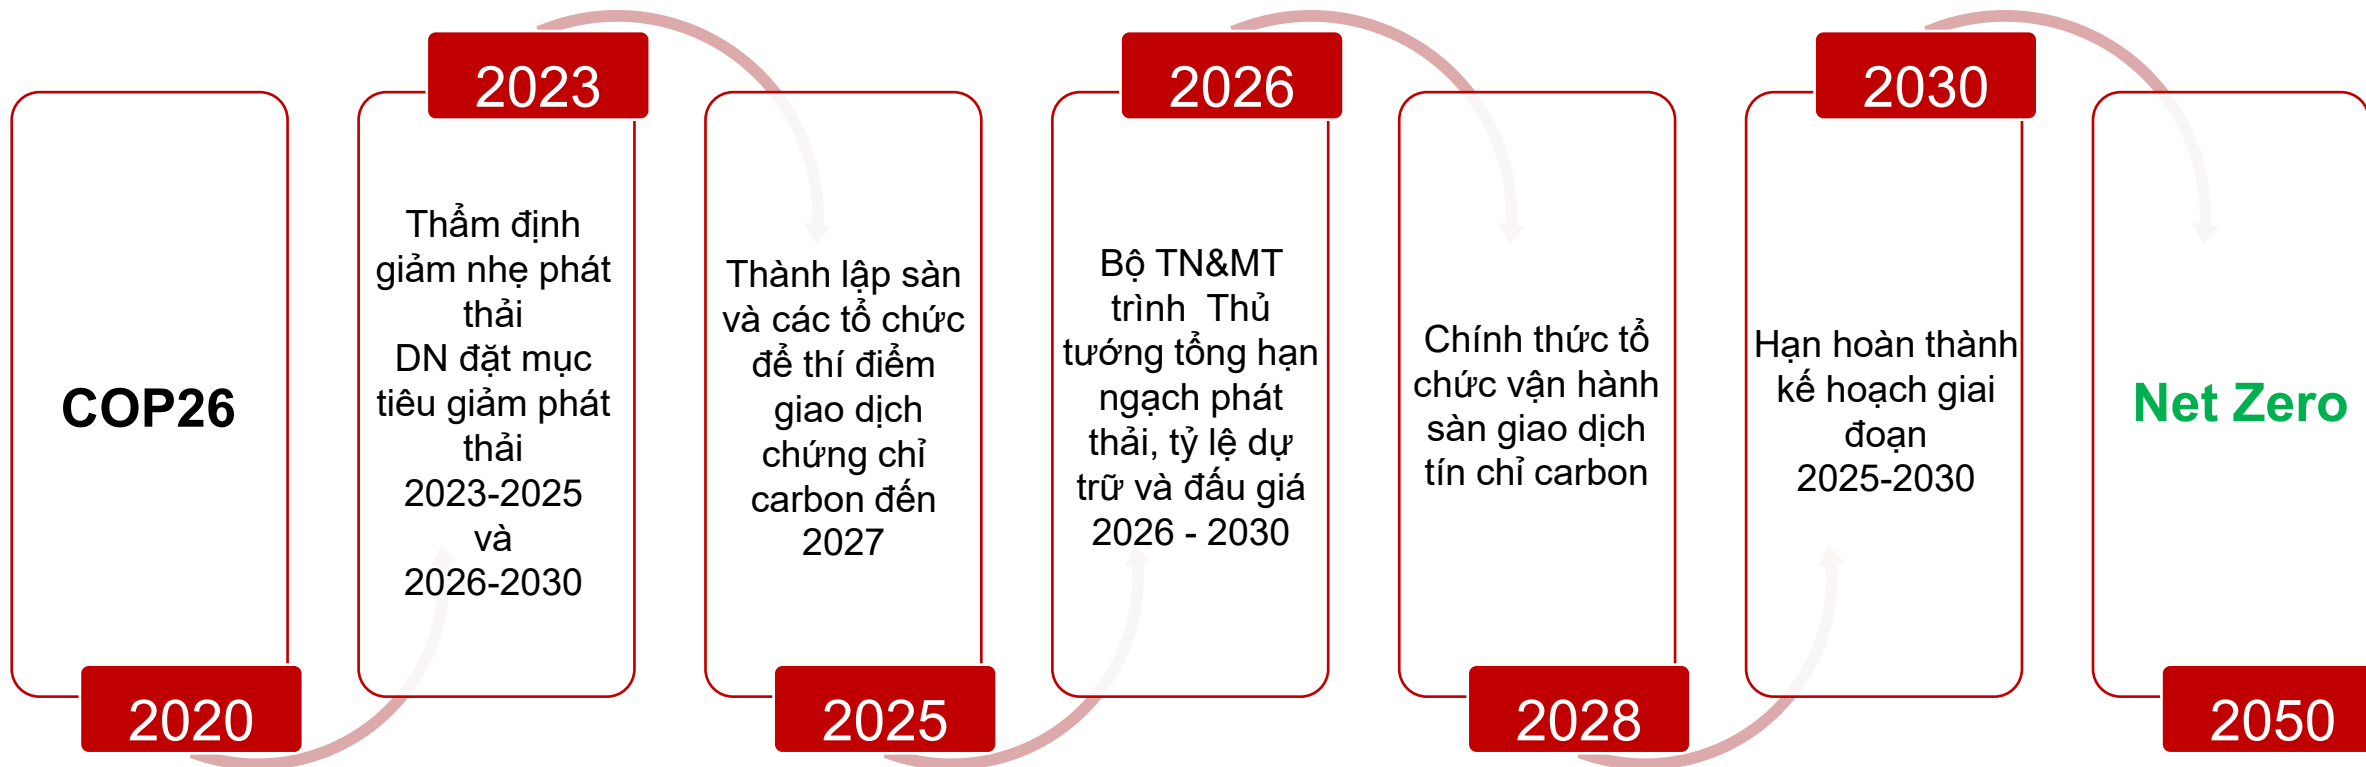 COP26
2020
2023
Thẩm định
giảm nhẹ phát
thải
DN đặt mục
tiêu giảm phát
thải
2023-2025
và
2026-2030
Thành lập sàn
và các tổ chức
để thí điểm
giao dịch
chứng chỉ
carbon đến
2027
2025
2026
Bộ TN&MT
trình  Thủ
tướng tổng hạn
ngạch phát
thải, tỷ lệ dự
trữ và đấu giá
2026 - 2030
Chính thức tổ
chức vận hành
sàn giao dịch
tín chỉ carbon
2028
2030
Hạn hoàn thành
kế hoạch giai
đoạn
2025-2030
Net Zero
2050